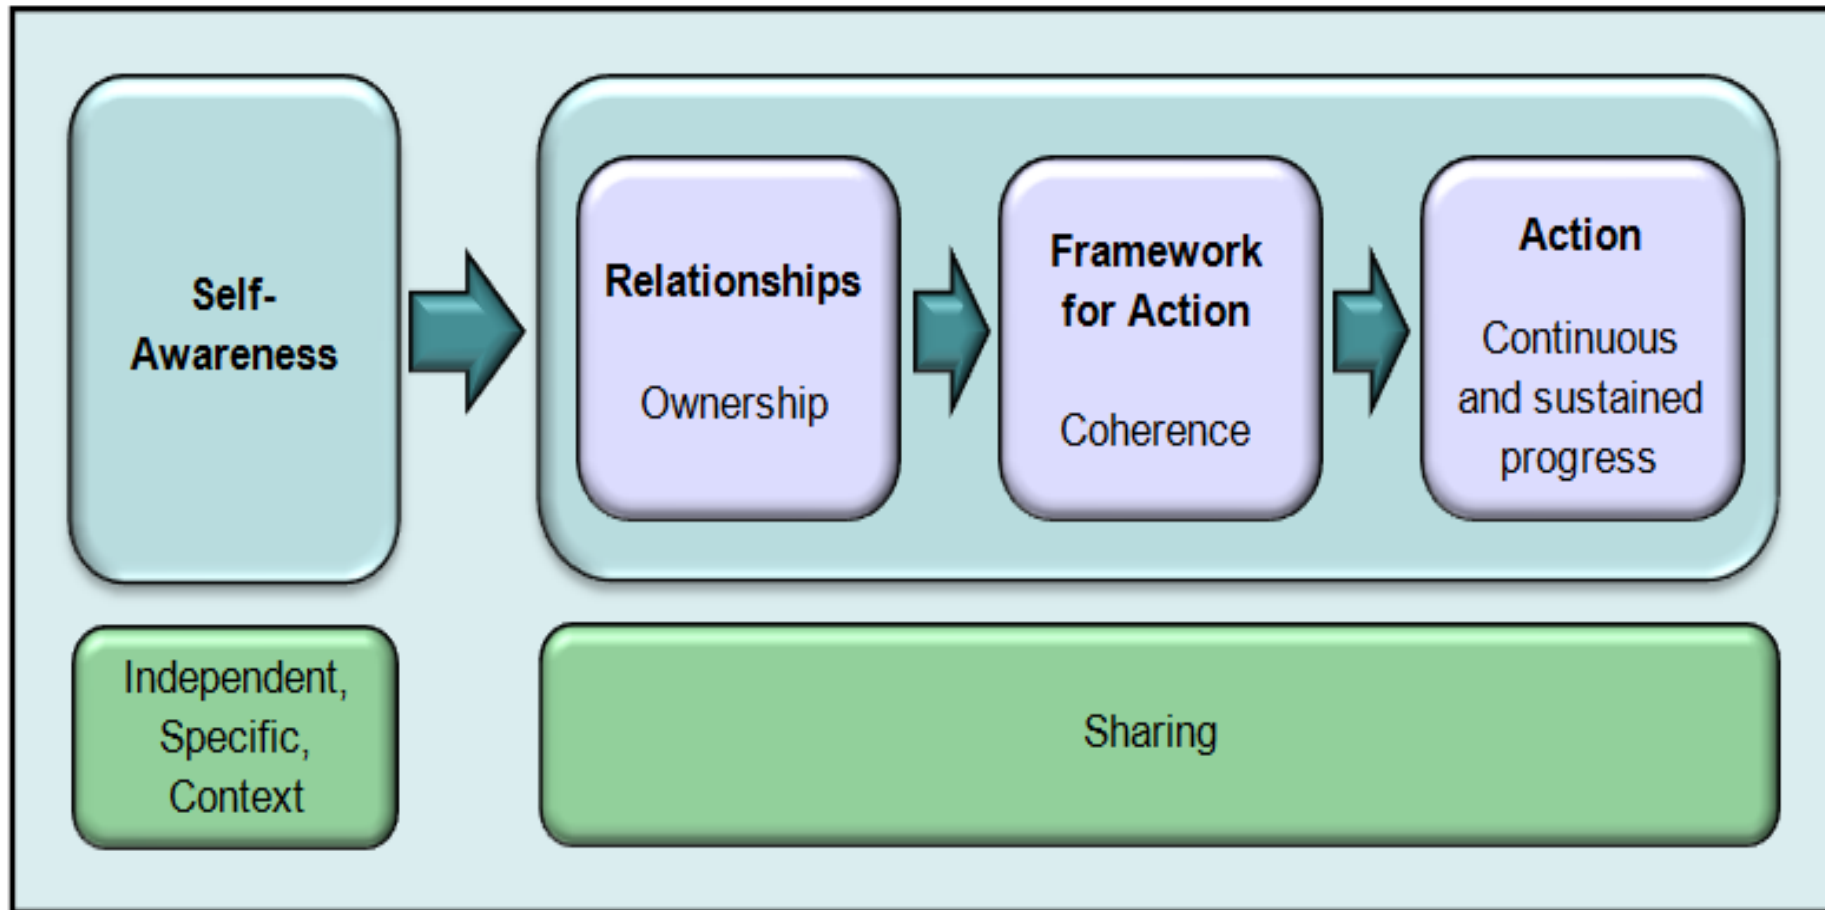 Self-
Awareness
Relationships
Ownership
Framework
for Action
Coherence
Action
Continuous
and sustained
progress
Independent,
Specific,
Context
Sharing